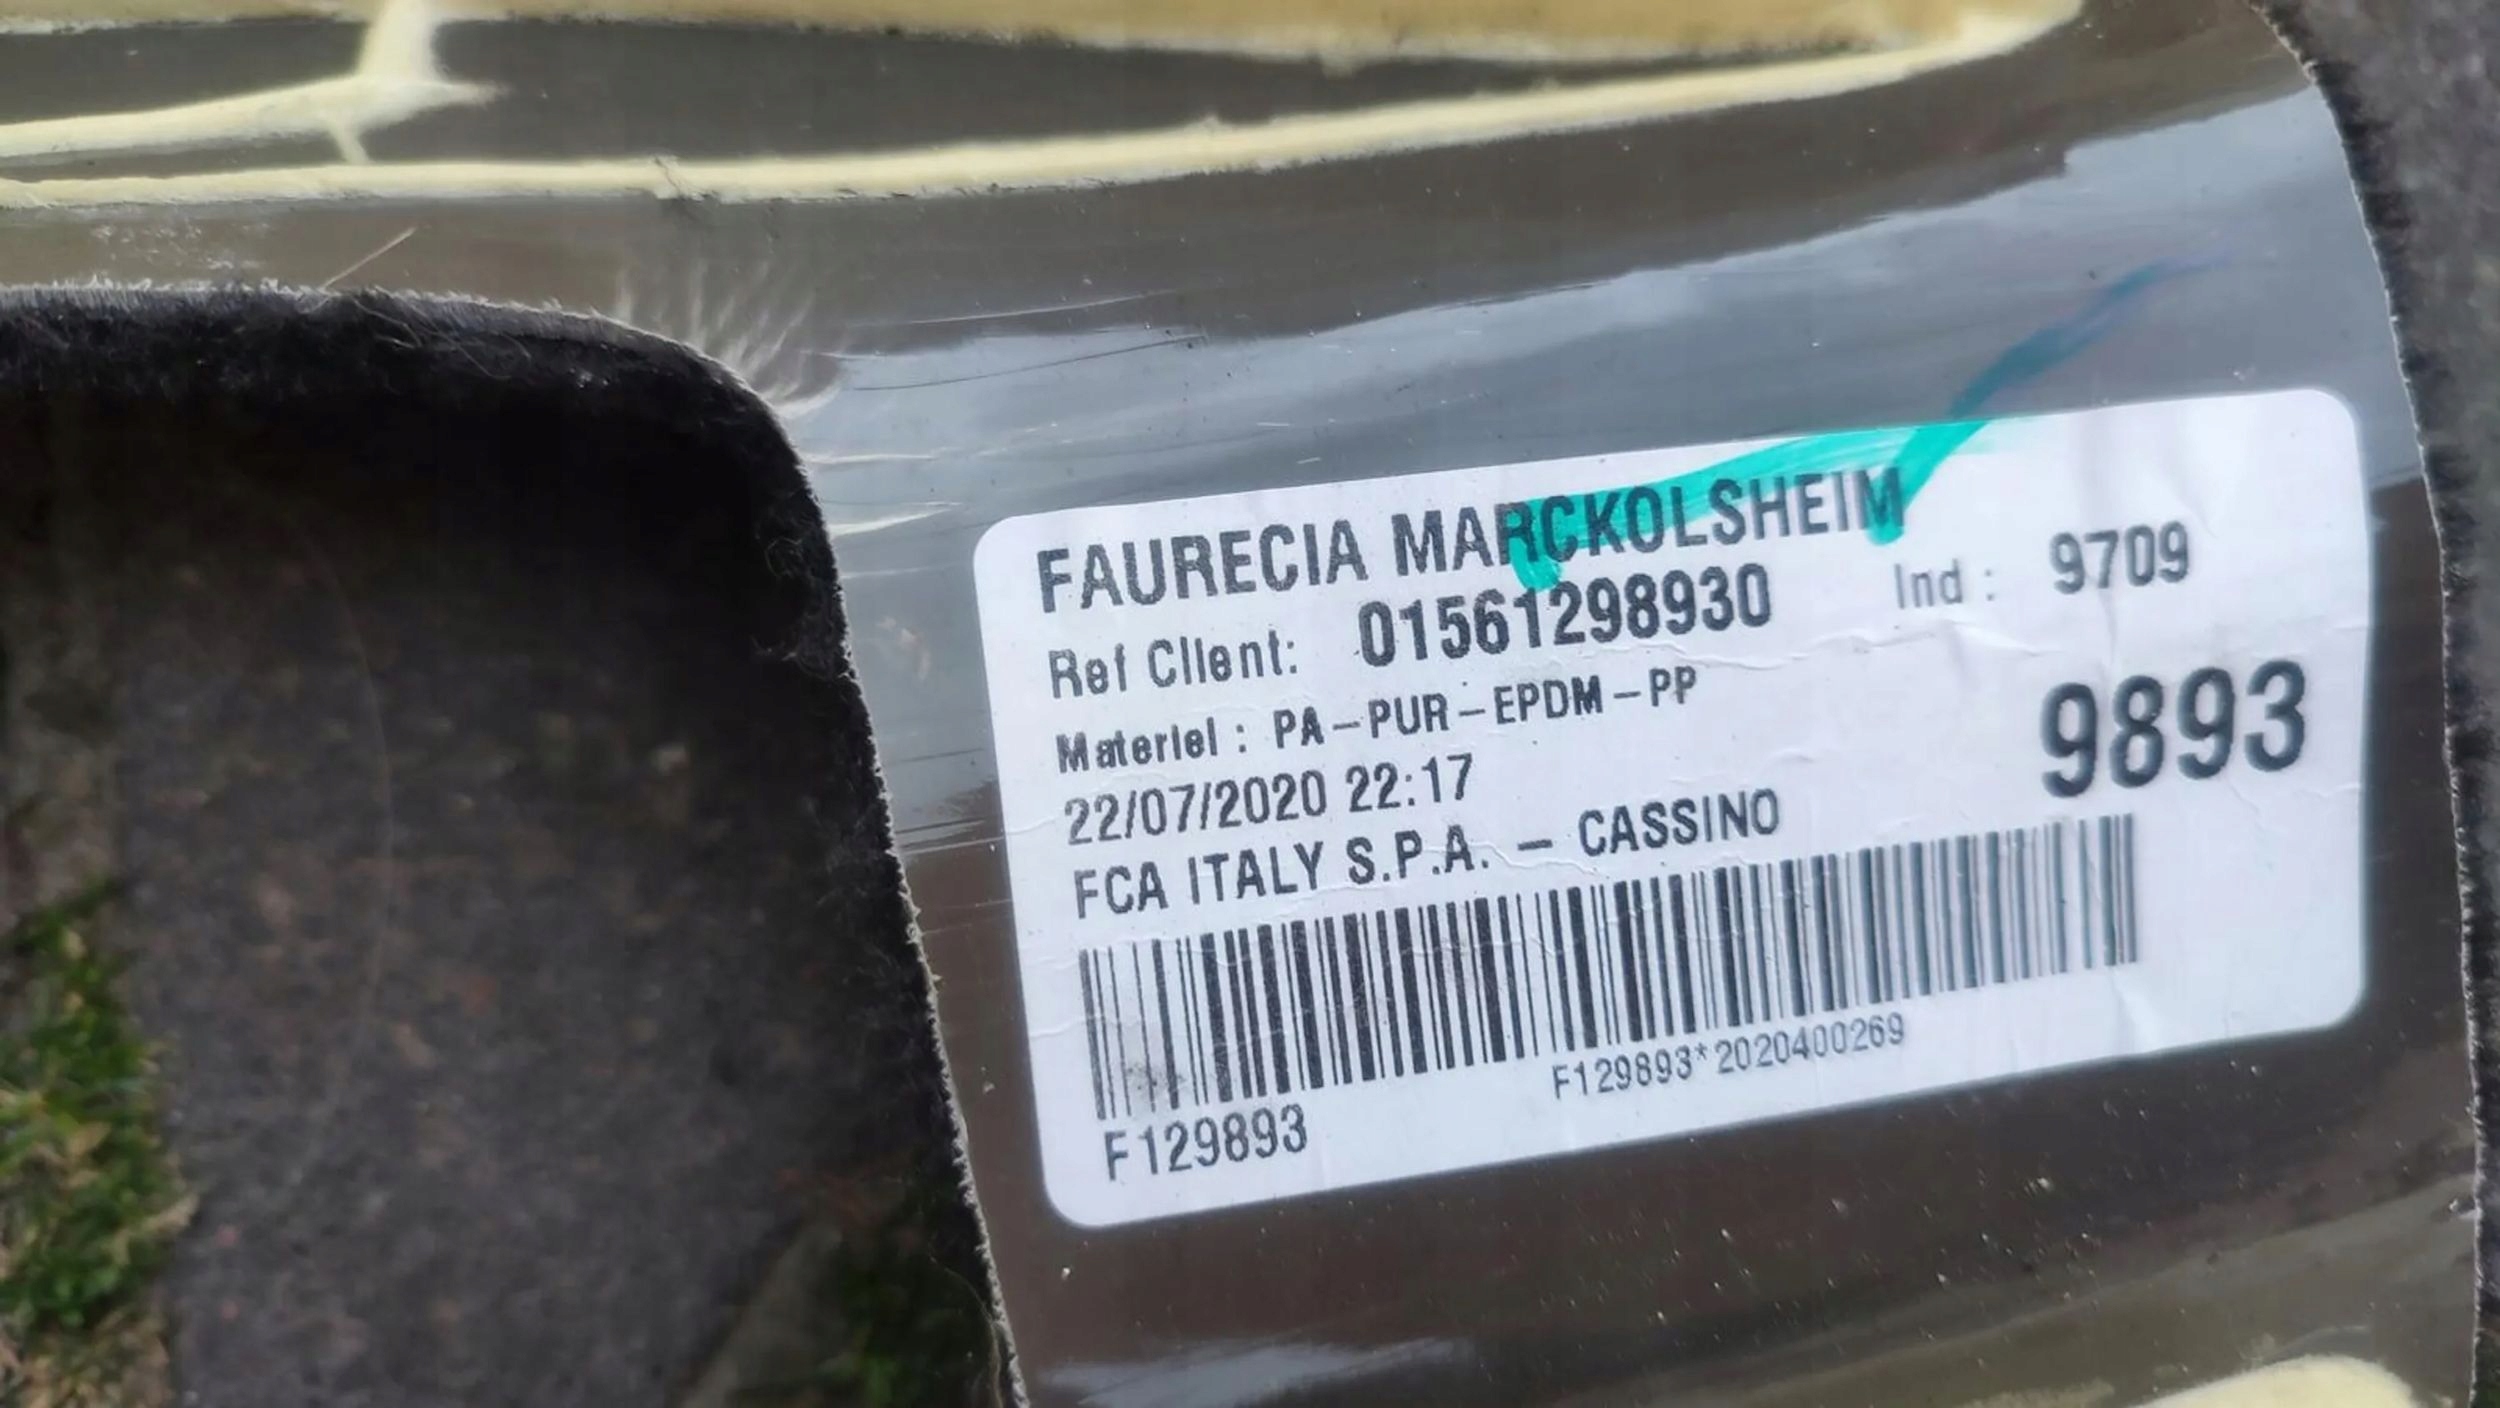 FAURECIA MARCKOLSHEIM
Ref Client: 01561298930 Ind : 9709
Materiel : PA-PUR-EPDM-PP
9893
22/07/2020 22:17
FCA ITALY S.P.A. - CASSINO
F129893*2020400269
F129893